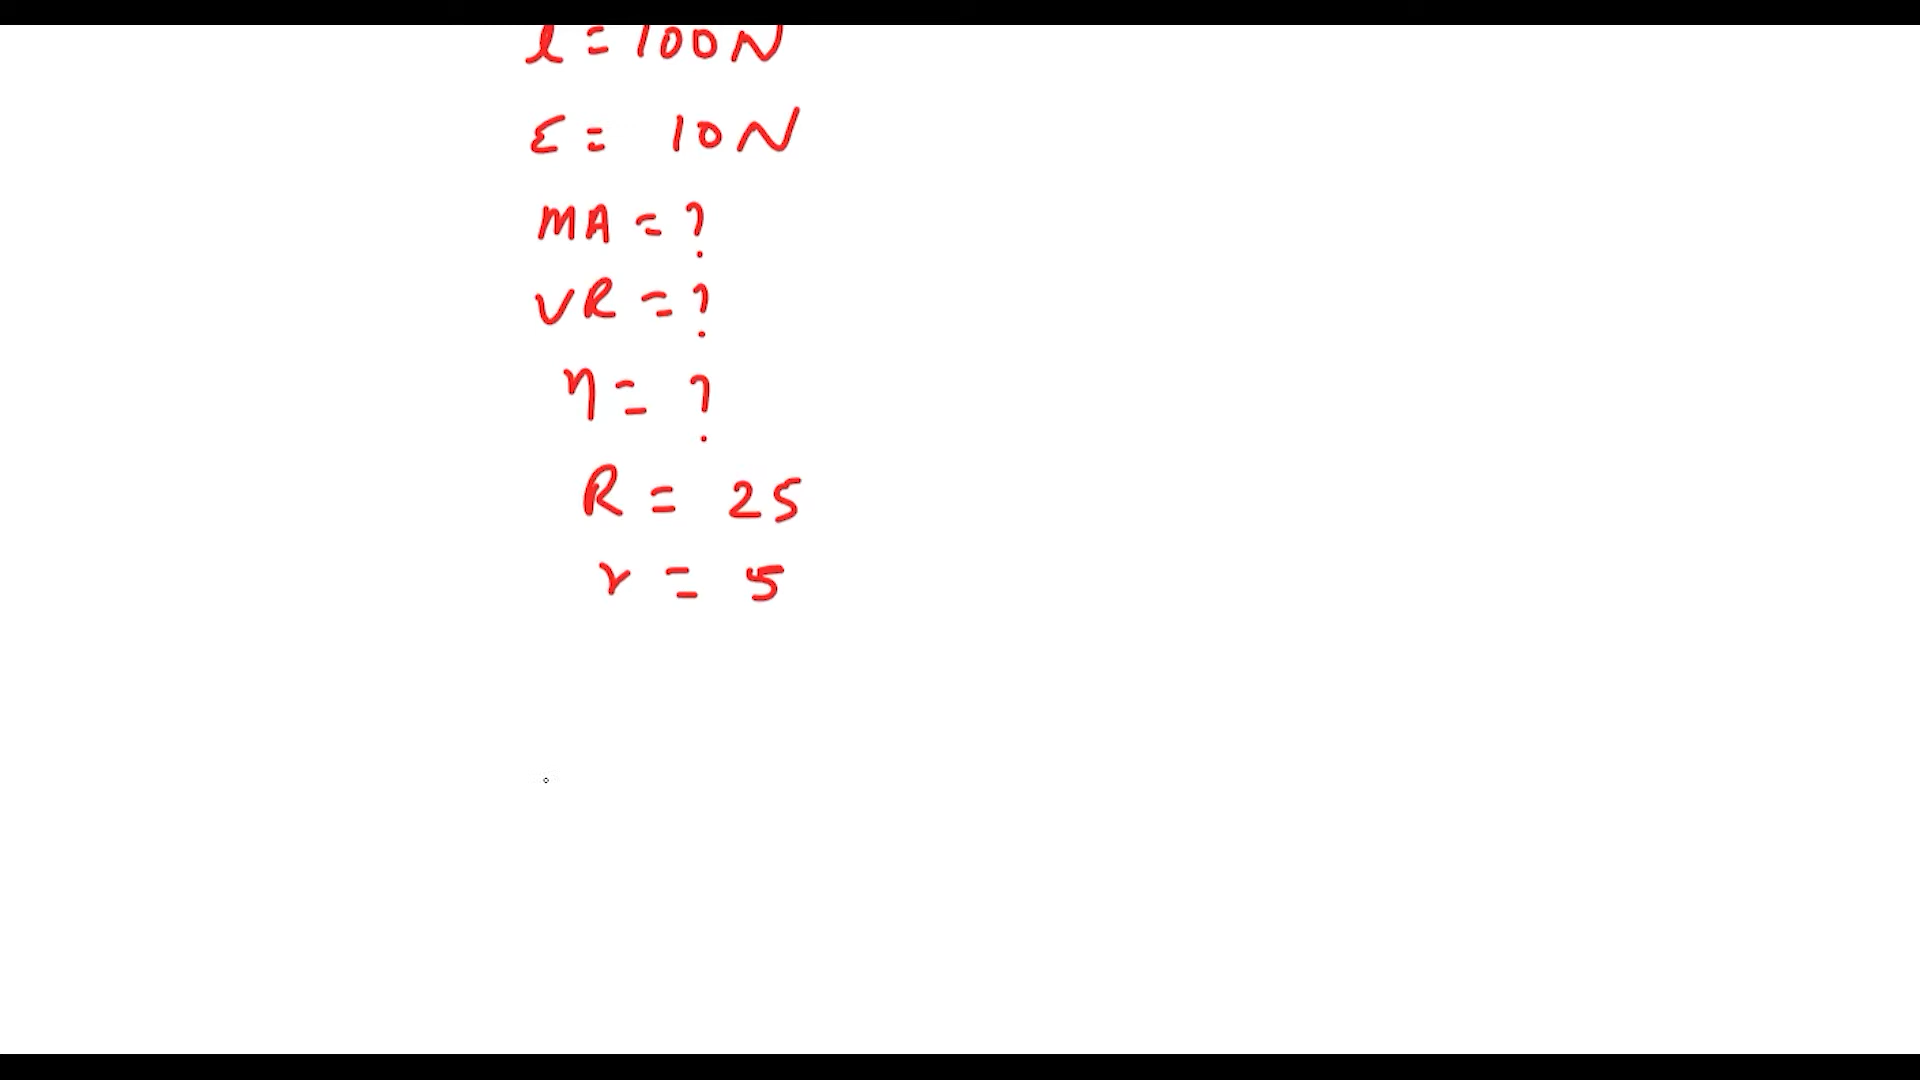 l = 100N
ε = 10N
MA = ?
VR = ?
η = ?
R = 25
r = 5